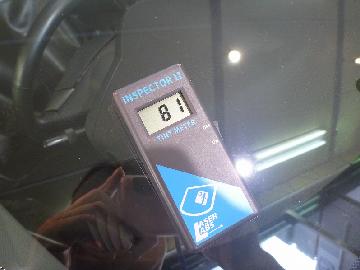 INSPECTOR II
81
TINT METER
LASER
LABS